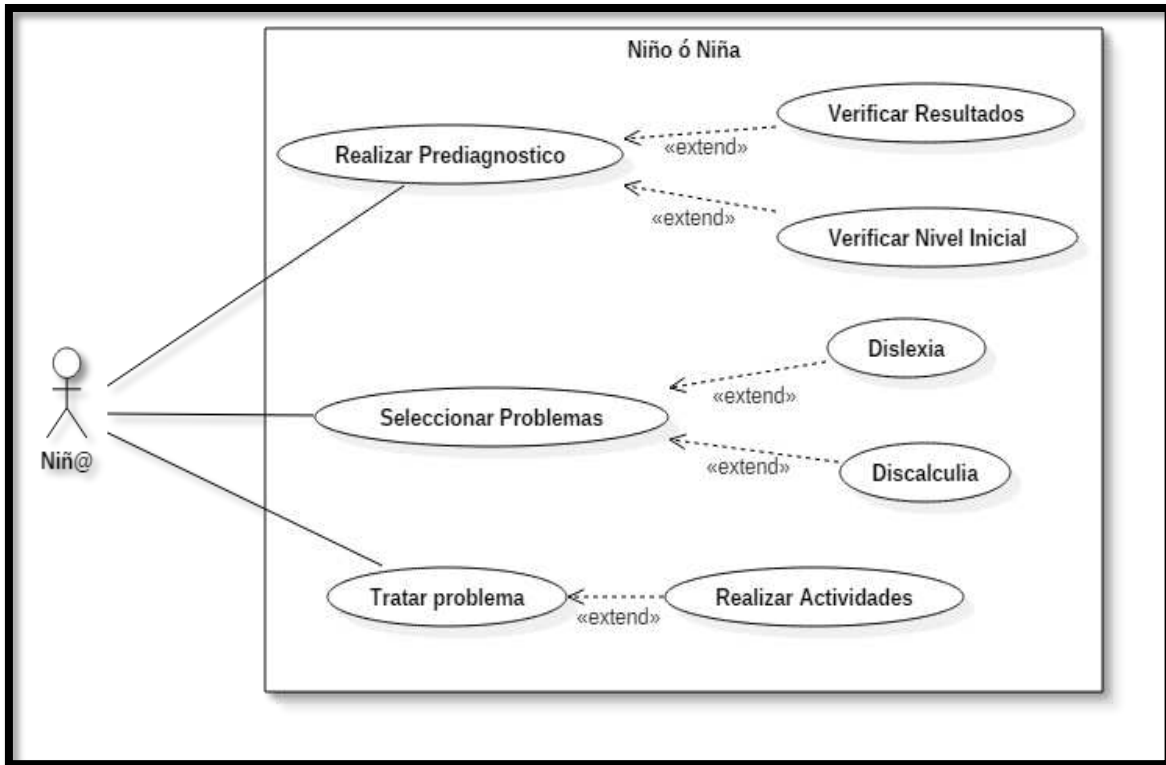 Niño ó Niña
Verificar Resultados
Realizar Prediagnostico
«extend»
«extend»
Verificar Nivel Inicial
Dislexia
«extend»
Seleccionar Problemas
«extend»
Discalculia
Niñ@
Tratar problema
«extend»
Realizar Actividades